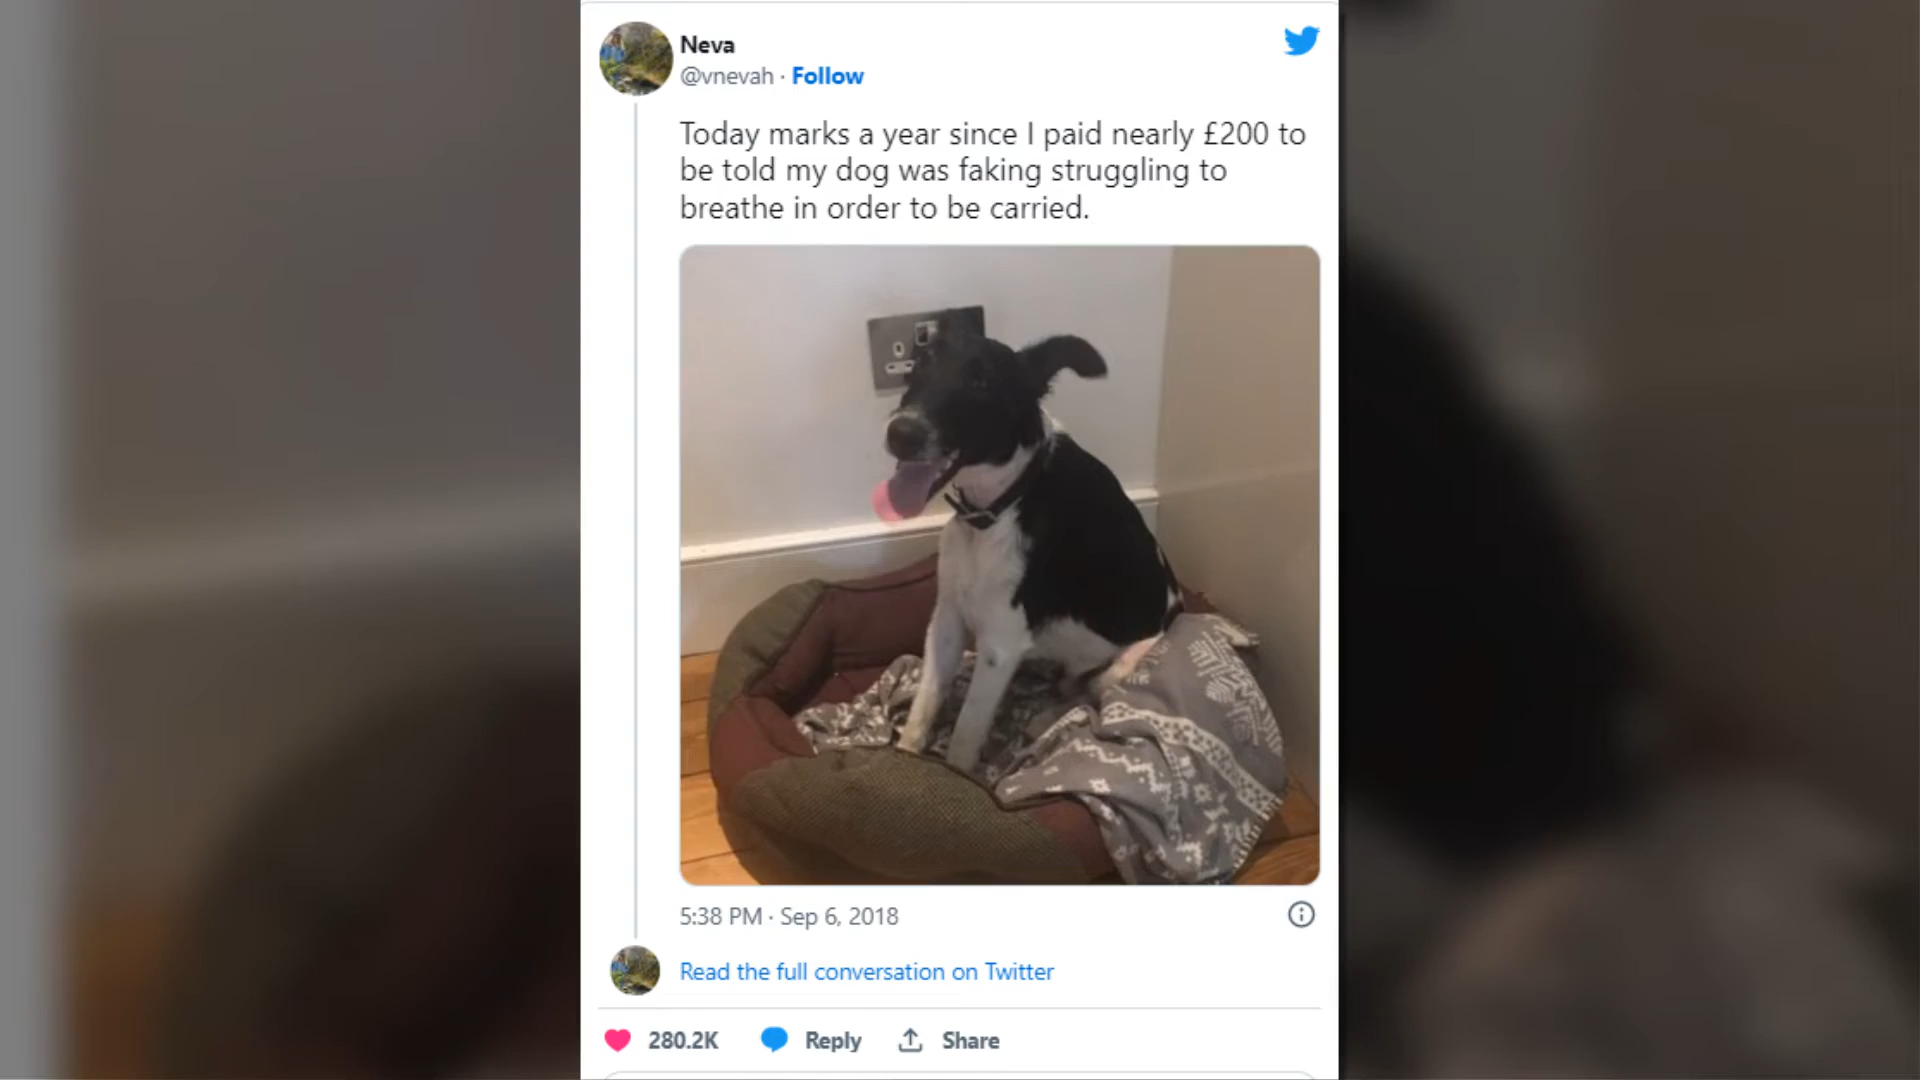 Neva
@vnevah · Follow
Today marks a year since I paid nearly £200 to
be told my dog was faking struggling to
breathe in order to be carried.
5:38 PM · Sep 6, 2018
Read the full conversation on Twitter
280.2K Reply Share